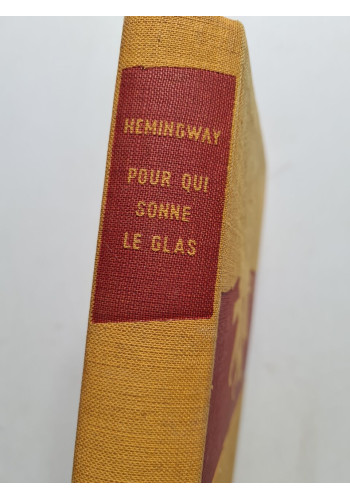 HEMINGWAY
POUR QUI
SONNE
LE GLAS